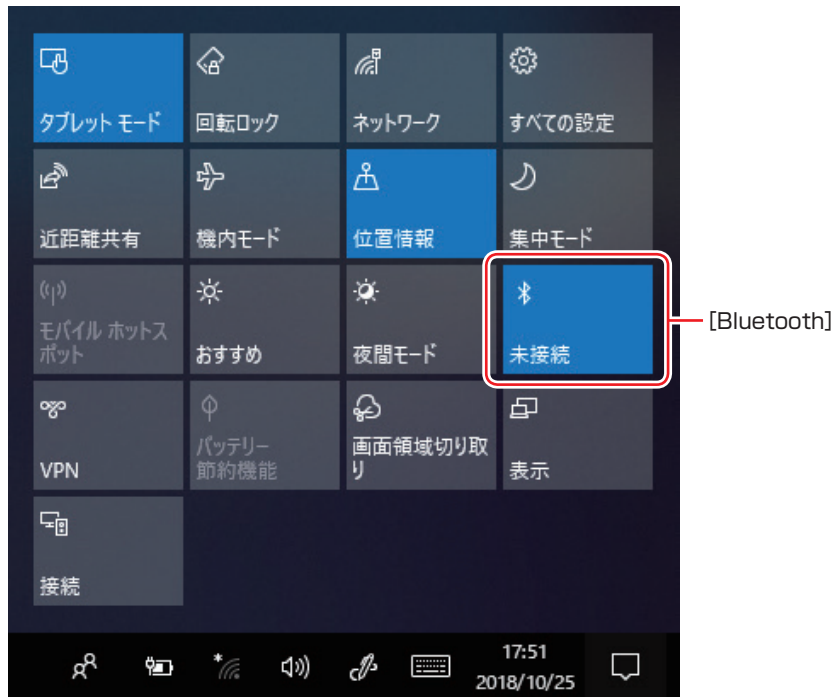 タブレット モード
回転ロック
ネットワーク
すべての設定
近距離共有
機内モード
位置情報
集中モード
モバイル ホットス
ポット
おすすめ
夜間モード
未接続
[Bluetooth]
VPN
バッテリー
節約機能
画面領域切り取
り
表示
接続
17:51
2018/10/25